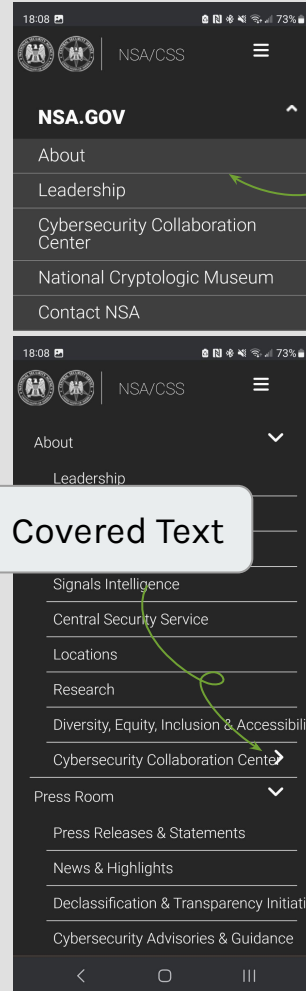 18:08
73%
NSA/CSS
NSA.GOV
About
Leadership
Cybersecurity Collaboration
Center
National Cryptologic Museum
Contact NSA
18:08
73%
NSA/CSS
About
Leadership
Covered Text
Signals Intelligence
Central Security Service
Locations
Research
Diversity, Equity, Inclusion & Accessibili
Cybersecurity Collaboration Center
Press Room
Press Releases & Statements
News & Highlights
Declassification & Transparency Initiati
Cybersecurity Advisories & Guidance